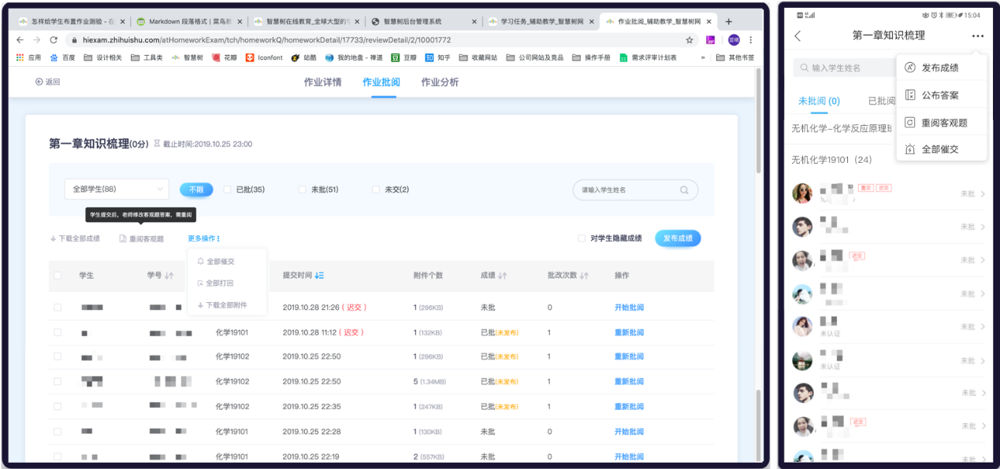 怎样给学生布置作业测验 - 在
Markdown 段落格式 | 菜鸟教
智慧树在线教育_全球大型的
智慧树后台管理系统
学习任务_辅助教学_智慧树网
作业批阅_辅助教学_智慧树网
hiexam.zhihuishu.com/atHomeworkExam/tch/homeworkQ/homeworkDetail/17733/reviewDetail/2/10001772
应用 百度 设计相关 工具类 智慧树 花瓣 Iconfont 站酷 我的地盘 - 禅道 豆瓣 知乎 收藏网站 公司网站及竞品 操作手册 需求评审计划表 » 其他书签
返回
作业详情 作业批阅 作业分析
第一章知识梳理(0分) 截止时间:2019.10.25 23:00
全部学生(88) 不限 已批(35) 未批(51) 未交(2) 请输入学生姓名
学生提交后，老师修改客观题答案，需重阅
下载全部成绩 重阅客观题 更多操作 对学生隐藏成绩 发布成绩
全部催交
全部打回
下载全部附件
学生 学号 提交时间 附件个数 成绩 批改次数 操作
2019.10.28 21:26 ( 迟交 ) 1 (296KB) 未批 0 开始批阅
化学19101 2019.10.28 11:12 ( 迟交 ) 1 (132KB) 已批(未发布) 1 重新批阅
化学19102 2019.10.25 22:50 1 (296KB) 已批(未发布) 1 重新批阅
化学19102 2019.10.25 22:50 5 (1.34MB) 已批(未发布) 1 重新批阅
化学19102 2019.10.25 22:35 1 (247KB) 已批(未发布) 1 重新批阅
化学19101 2019.10.25 22:28 1 (130KB) 未批 0 开始批阅
化学19101 2019.10.25 22:19 2 (557KB) 未批 0 开始批阅
15:04
第一章知识梳理
输入学生姓名
发布成绩
公布答案
重阅客观题
全部催交
未批阅 (0) 已批阅
无机化学-化学反应原理班
无机化学19101（24）
重交 迟交 未批
未批
迟交 未批
未批
未认证 未批
未认证 未批
未批
迟交 未批
未批